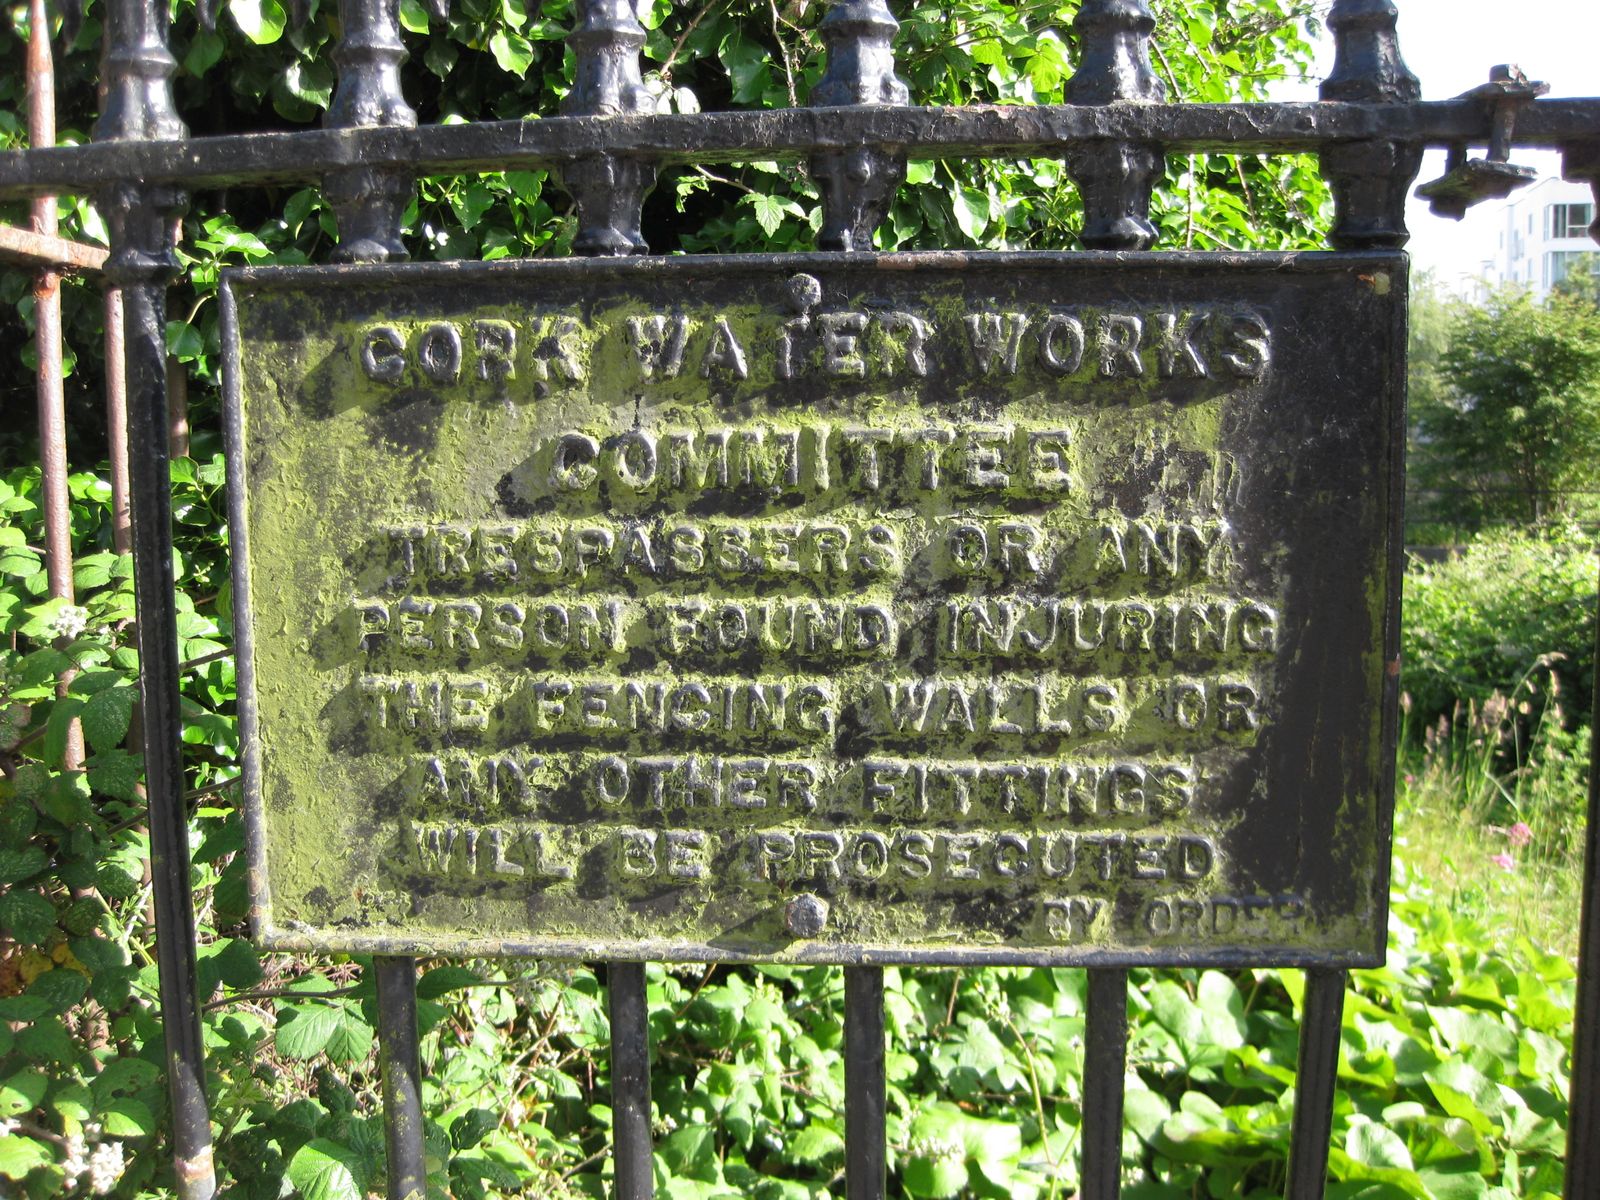 CORK WATER WORKS
COMMITTEE
TRESPASSERS OR ANY
PERSON FOUND INJURING
THE FENCING WALLS OR
ANY OTHER FITTINGS
WILL BE PROSECUTED
BY ORDER